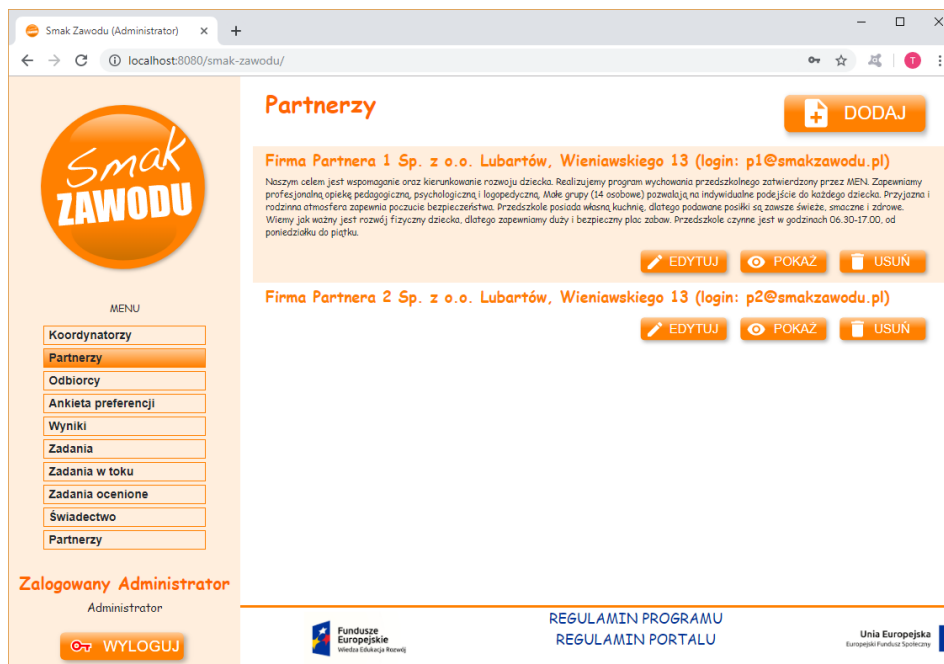 Smak Zawodu (Administrator)
localhost:8080/smak-zawodu/
T
Smak
ZAWODU
MENU
Koordynatorzy
Partnerzy
Odbiorcy
Ankieta preferencji
Wyniki
Zadania
Zadania w toku
Zadania ocenione
Świadectwo
Partnerzy
Zalogowany Administrator
Administrator
WYLOGUJ
Partnerzy
DODAJ
Firma Partnera 1 Sp. z o.o. Lubartów, Wieniawskiego 13 (login: p1@smakzawodu.pl)
Naszym celem jest wspomaganie oraz kierunkowanie rozwoju dziecka. Realizujemy program wychowania przedszkolnego zatwierdzony przez MEN. Zapewniamy
profesjonalną opiekę pedagogiczną, psychologiczną i logopedyczną, Małe grupy (14 osobowe) pozwalają na indywidualne podejście do każdego dziecka. Przyjazna i
rodzinna atmosfera zapewnia poczucie bezpieczeństwa. Przedszkole posiada własną kuchnię, dlatego podawane posiłki są zawsze świeże, smaczne i zdrowe.
Wiemy jak ważny jest rozwój fizyczny dziecka, dlatego zapewniamy duży i bezpieczny plac zabaw. Przedszkole czynne jest w godzinach 06.30-17.00, od
poniedziałku do piątku.
EDYTUJ POKAŻ USUŃ
Firma Partnera 2 Sp. z o.o. Lubartów, Wieniawskiego 13 (login: p2@smakzawodu.pl)
EDYTUJ POKAŻ USUŃ
Fundusze
Europejskie
Wiedza Edukacja Rozwój
REGULAMIN PROGRAMU
REGULAMIN PORTALU
Unia Europejska
Europejski Fundusz Społeczny